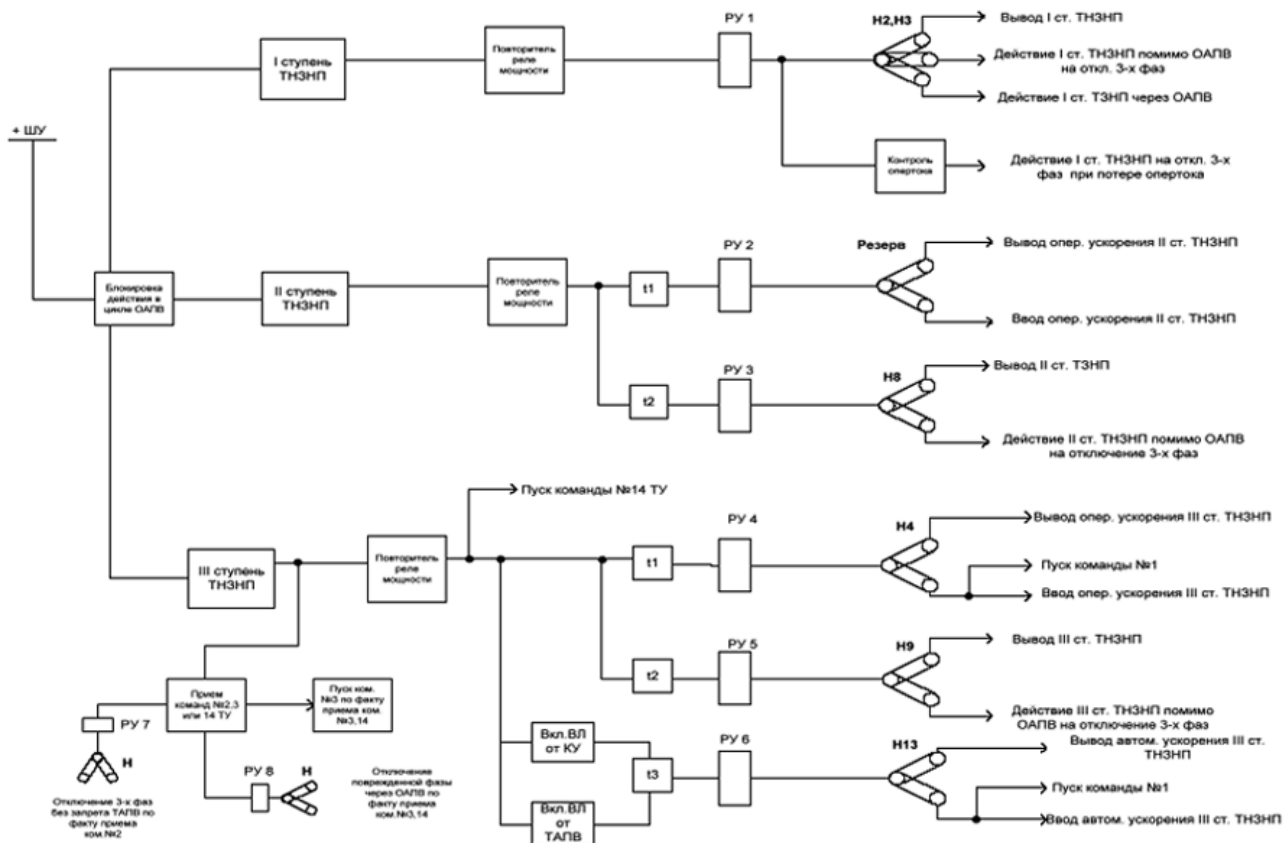 РУ 1
Н2,Н3
Вывод I ст. ТНЗНП
I ступень
ТНЗНП
Повторитель
реле
мощности
Действие I ст. ТНЗНП помимо ОАПВ
на откл. 3-х фаз
Действие I ст. ТЗНП через ОАПВ
+ ШУ
Контроль
опертока
Действие I ст. ТНЗНП на откл. 3-х
фаз при потере опертока
РУ 2
Резерв
Вывод опер. ускорения II ст. ТНЗНП
Блокировка
действия в
цикле ОАПВ
II ступень
ТНЗНП
Повторитель
реле
мощности
t1
Ввод опер. ускорения II ст. ТНЗНП
РУ 3
Н8
Вывод II ст. ТЗНП
t2
Действие II ст. ТНЗНП помимо ОАПВ
на отключение 3-х фаз
Пуск команды №14 ТУ
РУ 4
Н4
Вывод опер. ускорения III ст. ТНЗНП
III ступень
ТНЗНП
Повторитель
реле
мощности
t1
Пуск команды №1
Ввод опер. ускорения III ст. ТНЗНП
РУ 5
Н9
Вывод III ст. ТНЗНП
t2
Действие III ст. ТНЗНП помимо
ОАПВ на отключение 3-х фаз
Прием
команд №2,3
или 14 ТУ
Пуск ком.
№3 по факту
приема ком.
№3,14
РУ 7
Н
Отключение 3-х фаз
без запрета ТАПВ по
факту приема
ком.№2
РУ 8
Н
Отключение
поврежденной фазы
через ОАПВ по
факту приема
ком.№3,14
Вкл.ВЛ
от КУ
Вкл.ВЛ
от
ТАПВ
t3
РУ 6
Н13
Вывод автом. ускорения III ст.
ТНЗНП
Пуск команды №1
Ввод автом. ускорения III ст. ТНЗНП